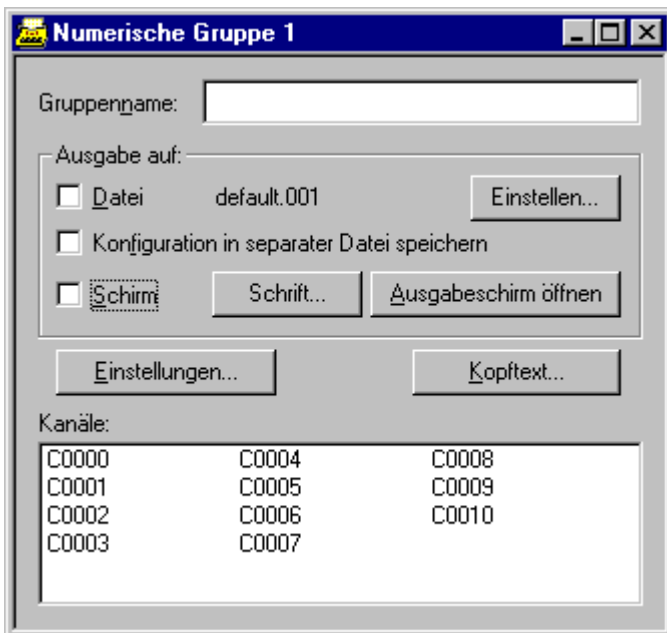 Numerische Gruppe 1
Gruppenname:
Ausgabe auf:
Datei default.001 Einstellen...
Konfiguration in separater Datei speichern
Schirm Schrift... Ausgabeschirm öffnen
Einstellungen... Kopftext...
Kanäle:
C0000 C0004 C0008
C0001 C0005 C0009
C0002 C0006 C0010
C0003 C0007